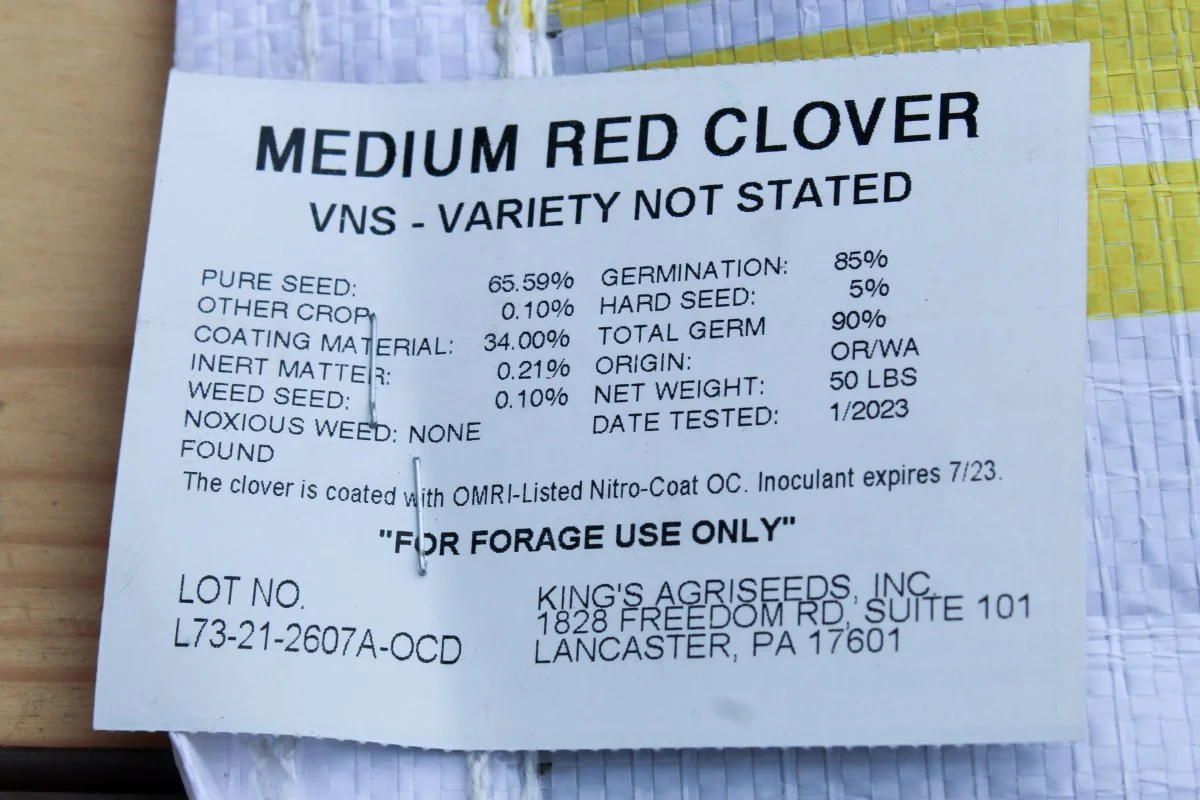 MEDIUM RED CLOVER
VNS - VARIETY NOT STATED
PURE SEED: 65.59% GERMINATION: 85%
OTHER CROP 0.10% HARD SEED: 5%
COATING MATERIAL: 34.00% TOTAL GERM 90%
INERT MATTER: 0.21% ORIGIN: OR/WA
WEED SEED: 0.10% NET WEIGHT: 50 LBS
NOXIOUS WEED: NONE DATE TESTED: 1/2023
FOUND
The clover is coated with OMRI-Listed Nitro-Coat OC. Inoculant expires 7/23.
"FOR FORAGE USE ONLY"
LOT NO.
L73-21-2607A-OCD
KING'S AGRISEEDS, INC.
1828 FREEDOM RD, SUITE 101
LANCASTER, PA 17601